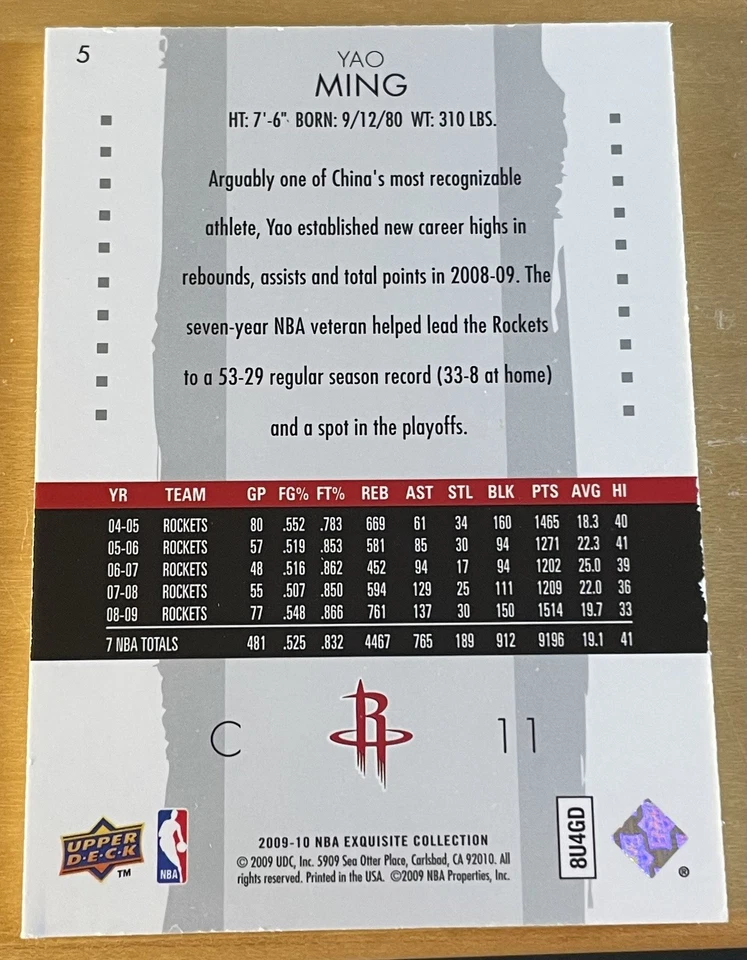 5
YAO
MING
HT: 7'-6" BORN: 9/12/80 WT: 310 LBS.
Arguably one of China's most recognizable
athlete, Yao established new career highs in
rebounds, assists and total points in 2008-09. The
seven-year NBA veteran helped lead the Rockets
to a 53-29 regular season record (33-8 at home)
and a spot in the playoffs.
YR TEAM GP FG% FT% REB AST STL BLK PTS AVG HI
04-05 ROCKETS 80 .552 .783 669 61 34 160 1465 18.3 40
05-06 ROCKETS 57 .519 .853 581 85 30 94 1271 22.3 41
06-07 ROCKETS 48 .516 .862 452 94 17 94 1202 25.0 39
07-08 ROCKETS 55 .507 .850 594 129 25 111 1209 22.0 36
08-09 ROCKETS 77 .548 .866 761 137 30 150 1514 19.7 33
7 NBA TOTALS 481 .525 .832 4467 765 189 912 9196 19.1 41
C R 11
UPPER
D·E·C·K
TM
NBA
2009-10 NBA EXQUISITE COLLECTION
© 2009 UDC, Inc. 5909 Sea Otter Place, Carlsbad, CA 92010. All
rights reserved. Printed in the USA. ©2009 NBA Properties, Inc.
8U4GD
®